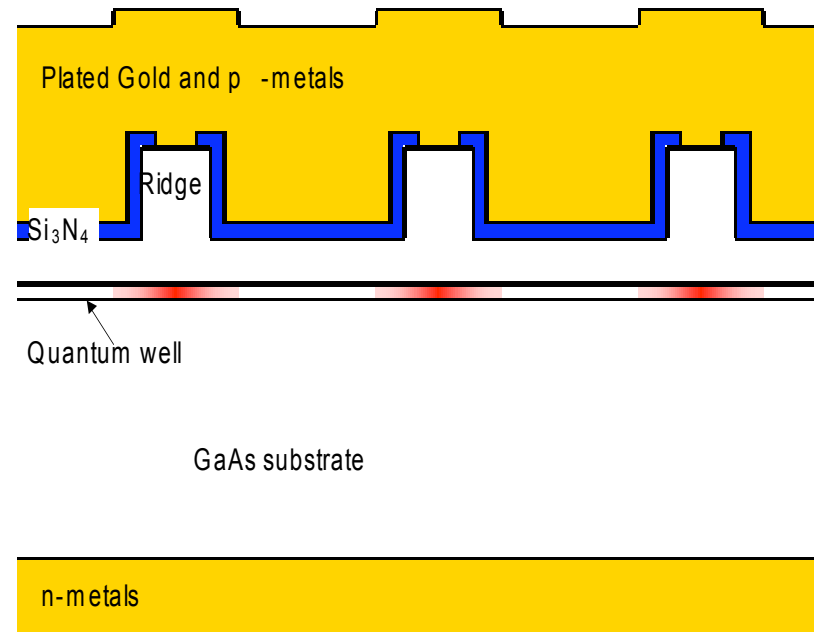 Plated Gold and p -metals
Ridge
Si₃N₄
Quantum well
GaAs substrate
n-metals